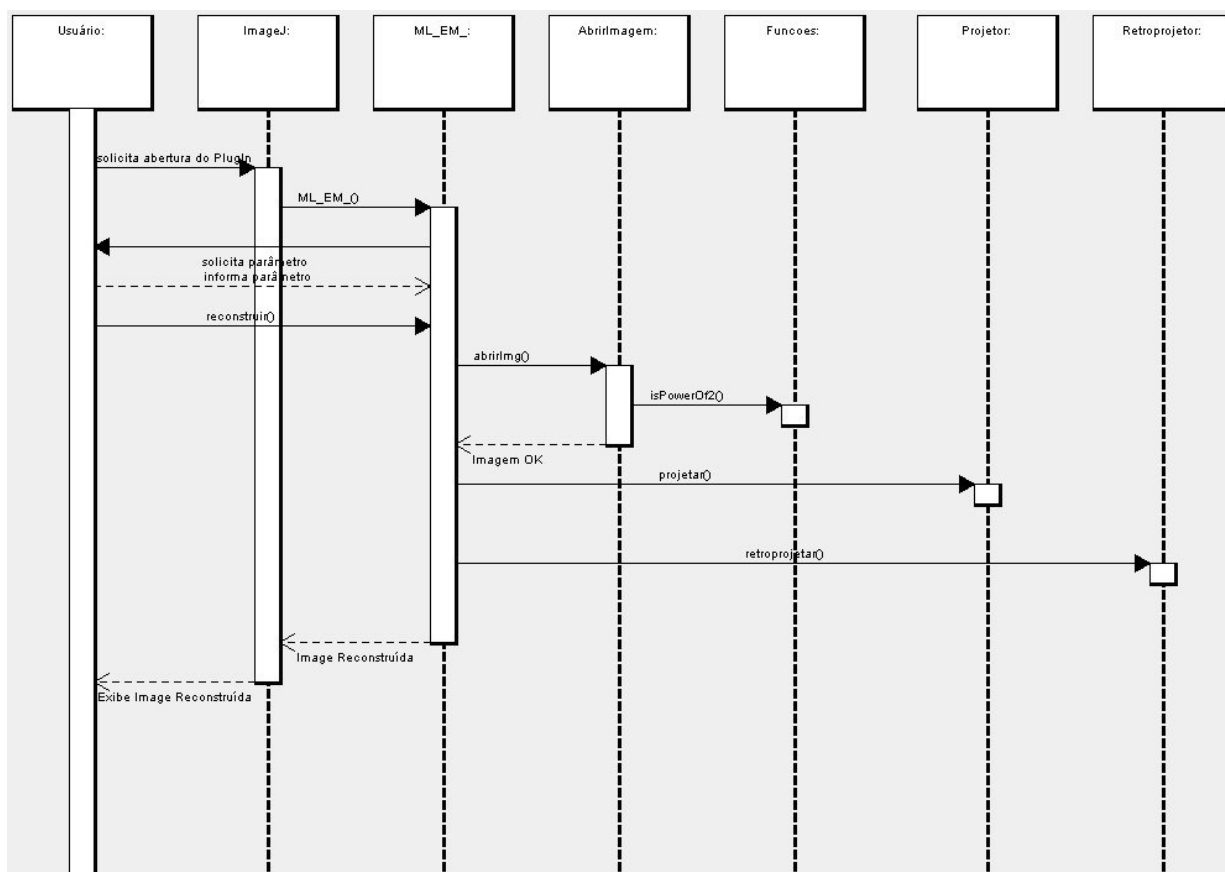 Usuário:
ImageJ:
ML_EM_:
AbrirImagem:
Funcoes:
Projetor:
Retroprojetor:
solicita abertura do PlugIn
ML_EM_()
solicita parâmetro
informa parâmetro
reconstruir()
abrirImg()
isPowerOf2()
Imagem OK
projetar()
retroprojetar()
Image Reconstruída
Exibe Image Reconstruída